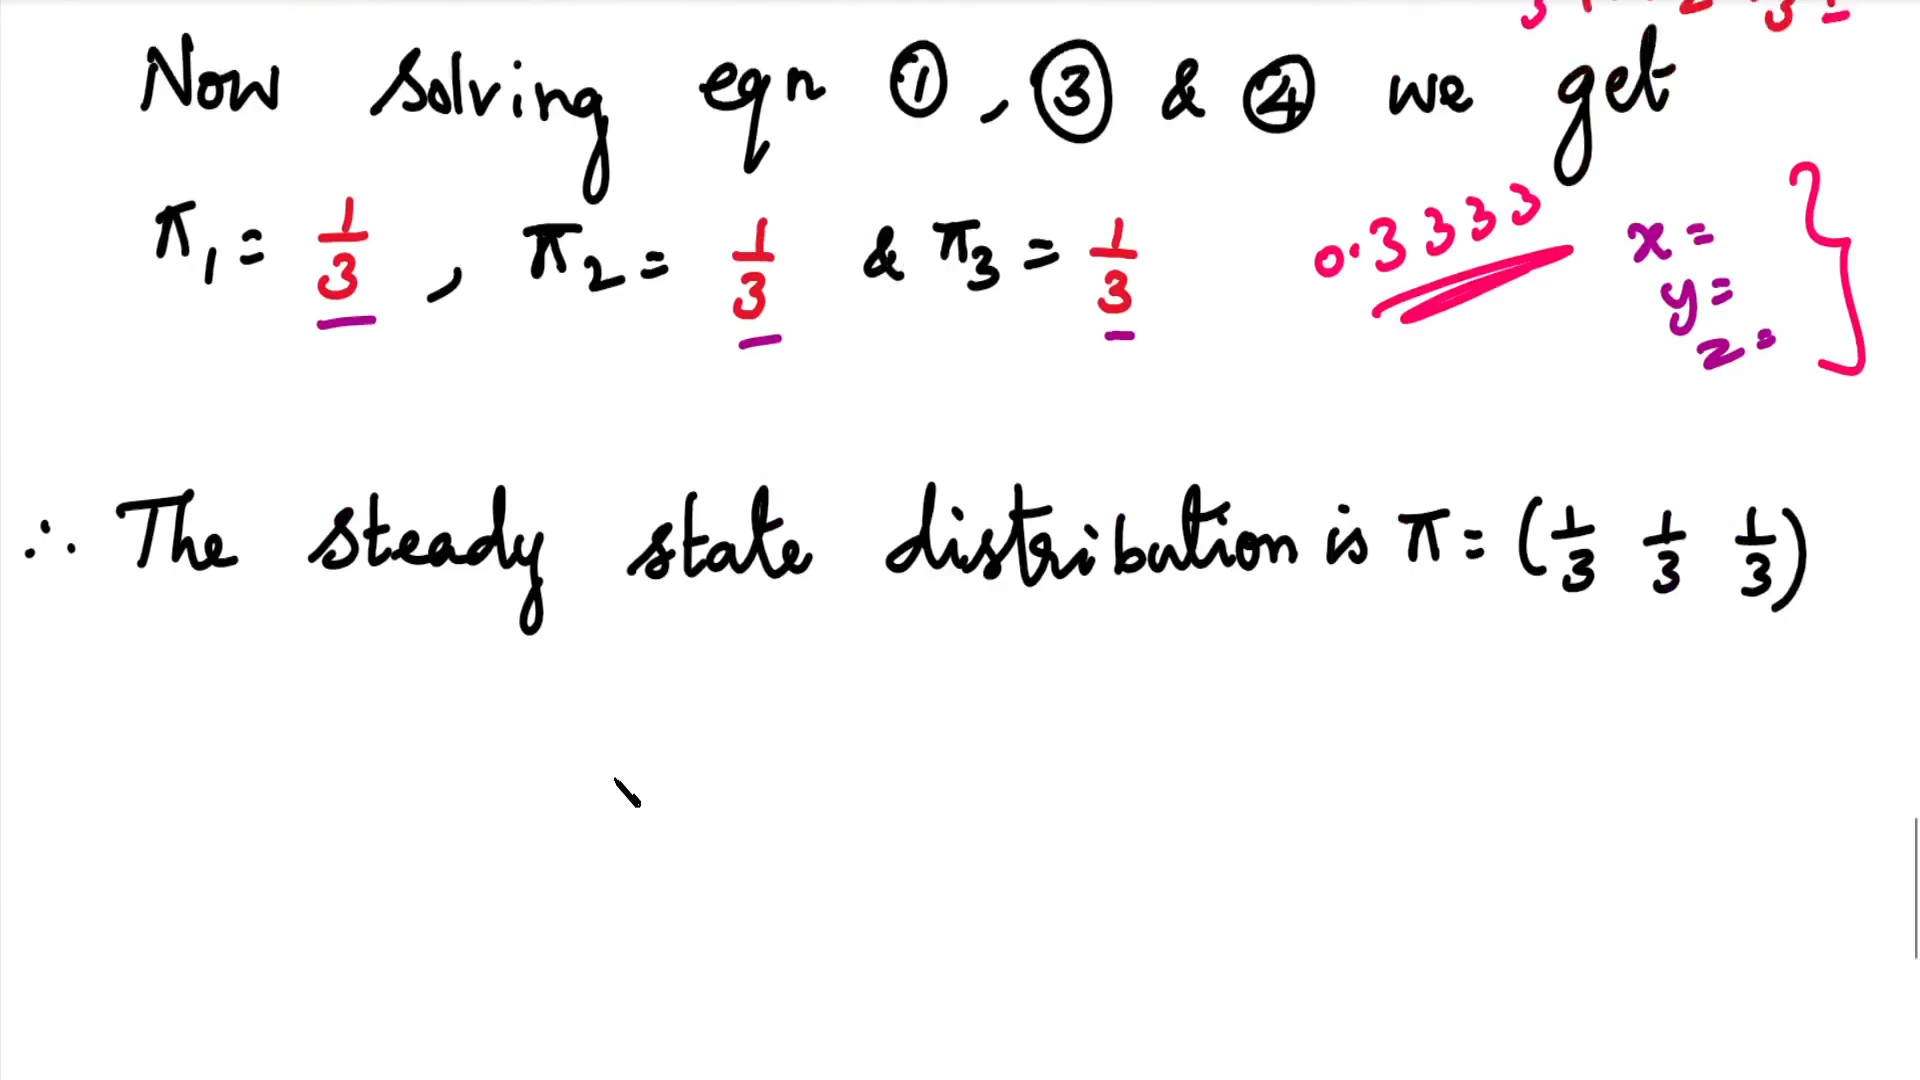 Now solving eqn ①, ③ & ④ we get
π₁ = 1/3, π₂ = 1/3 & π₃ = 1/3
0.3333
x =
y =
z =
∴ The steady state distribution is π = (1/3 1/3 1/3)